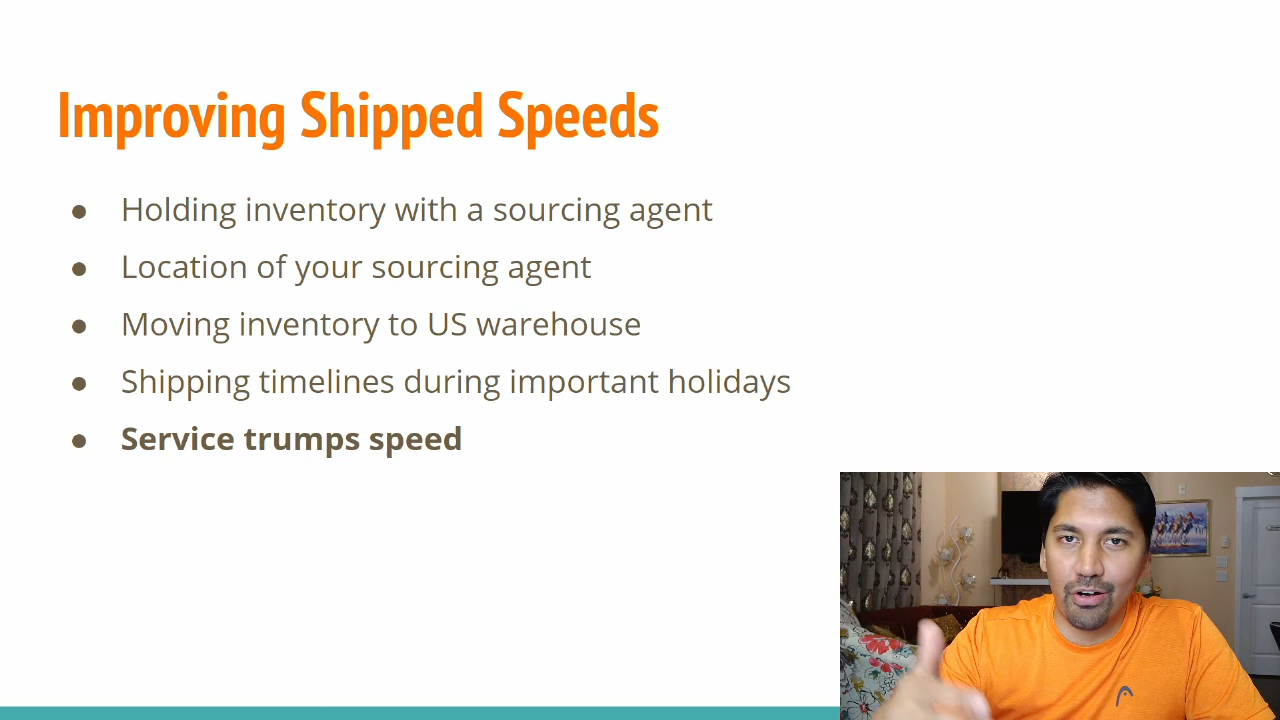 Improving Shipped Speeds
● Holding inventory with a sourcing agent
● Location of your sourcing agent
● Moving inventory to US warehouse
● Shipping timelines during important holidays
● Service trumps speed